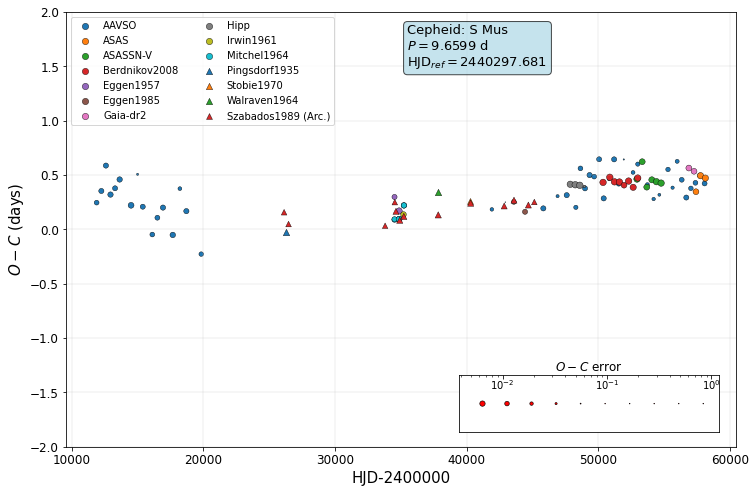 Cepheid: S Mus
P = 9.6599 d
HJD_ref = 2440297.681
AAVSO
ASAS
ASASSN-V
Berdnikov2008
Eggen1957
Eggen1985
Gaia-dr2
Hipp
Irwin1961
Mitchel1964
Pingsdorf1935
Stobie1970
Walraven1964
Szabados1989 (Arc.)
O − C (days)
2.0
1.5
1.0
0.5
0.0
−0.5
−1.0
−1.5
−2.0
O − C error
10^−2 10^−1 10^0
10000 20000 30000 40000 50000 60000
HJD-2400000